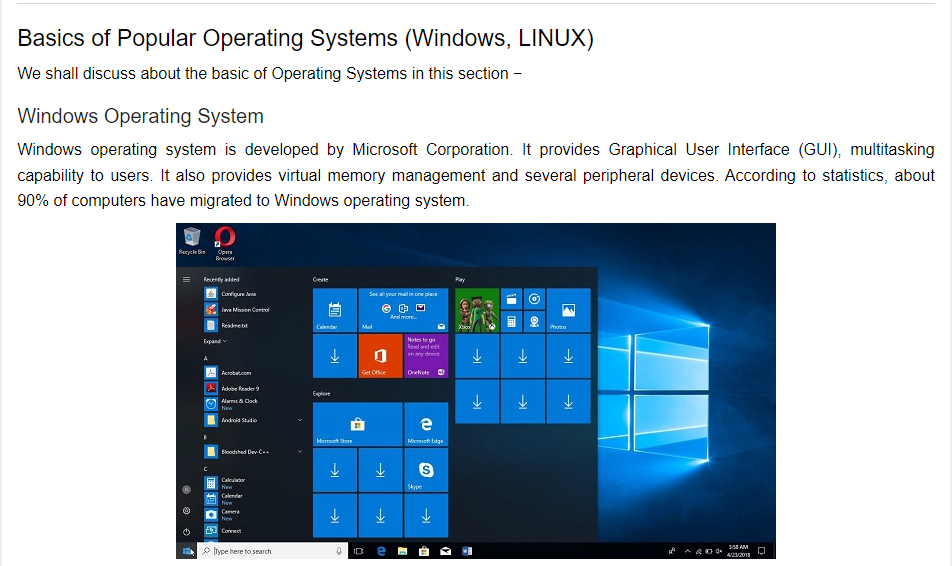 Basics of Popular Operating Systems (Windows, LINUX)
We shall discuss about the basic of Operating Systems in this section −
Windows Operating System
Windows operating system is developed by Microsoft Corporation. It provides Graphical User Interface (GUI), multitasking
capability to users. It also provides virtual memory management and several peripheral devices. According to statistics, about
90% of computers have migrated to Windows operating system.
Recycle Bin
Opera
Browser
Recently added
Configure Java
Java Mission Control
Readme.txt
Expand
A
Acrobat.com
Adobe Reader 9
Alarms & Clock
New
Android Studio
B
Bloodshed Dev-C++
C
Calculator
New
Calendar
New
Camera
New
Connect
Create
Calendar
See all your mail in one place
And more...
Mail
Get Office
Notes to go
Read and edit
on any device
OneNote
Explore
Microsoft Store
Microsoft Edge
Skype
Play
Xbox
Photos
Type here to search
3:58 AM
4/23/2018